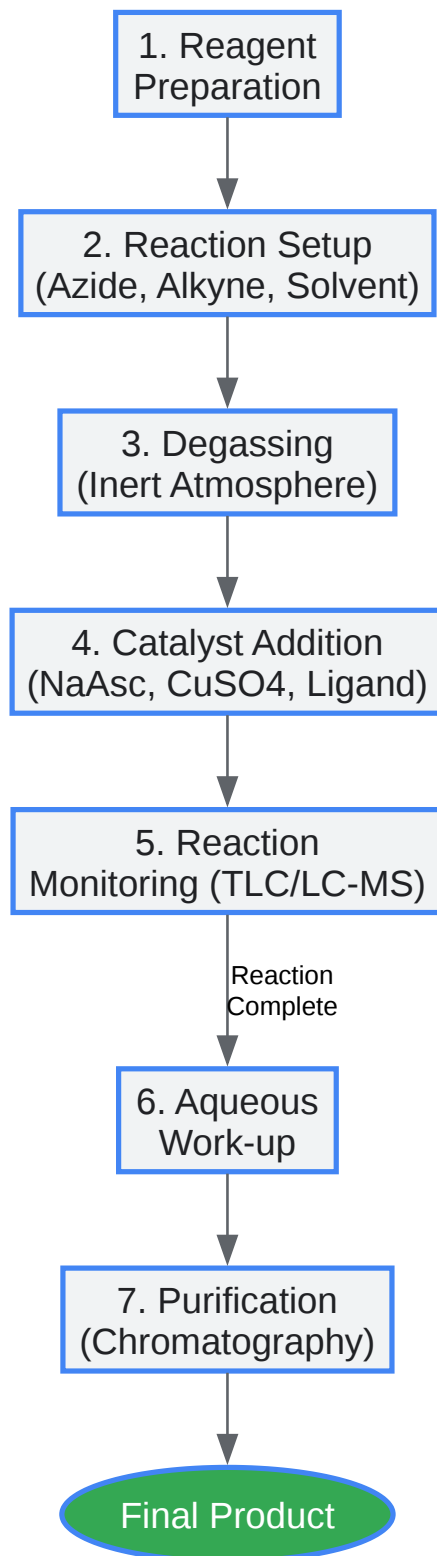 1. Reagent
Preparation
2. Reaction Setup
(Azide, Alkyne, Solvent)
3. Degassing
(Inert Atmosphere)
4. Catalyst Addition
(NaAsc, CuSO4, Ligand)
5. Reaction
Monitoring (TLC/LC-MS)
Reaction
Complete
6. Aqueous
Work-up
7. Purification
(Chromatography)
Final Product